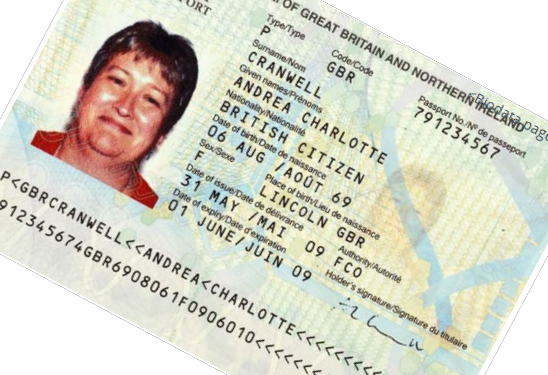 PORT
OF GREAT BRITAIN AND NORTHERN IRELAND
<Biodata page
Type/Type Code/Code Passport No./Nº de passeport
P GBR 791234567
Surname/Nom
CRANWELL
Given names/Prénoms
ANDREA CHARLOTTE
Nationality/Nationalité
BRITISH CITIZEN
Date of birth/Date de naissance
06 AUG /AOÛT 69
Sex/Sexe Place of birth/Lieu de naissance
F LINCOLN GBR
Date of issue/Date de délivrance Authority/Autorité
31 MAY /MAI 09 FCO
Date of expiry/Date d'expiration Holder's signature/Signature du titulaire
01 JUNE/JUIN 09
P<GBRCRANWELL<<ANDREA<CHARLOTTE<<<<<<<<<
912345674GBR6908061F0906010<<<<<<<